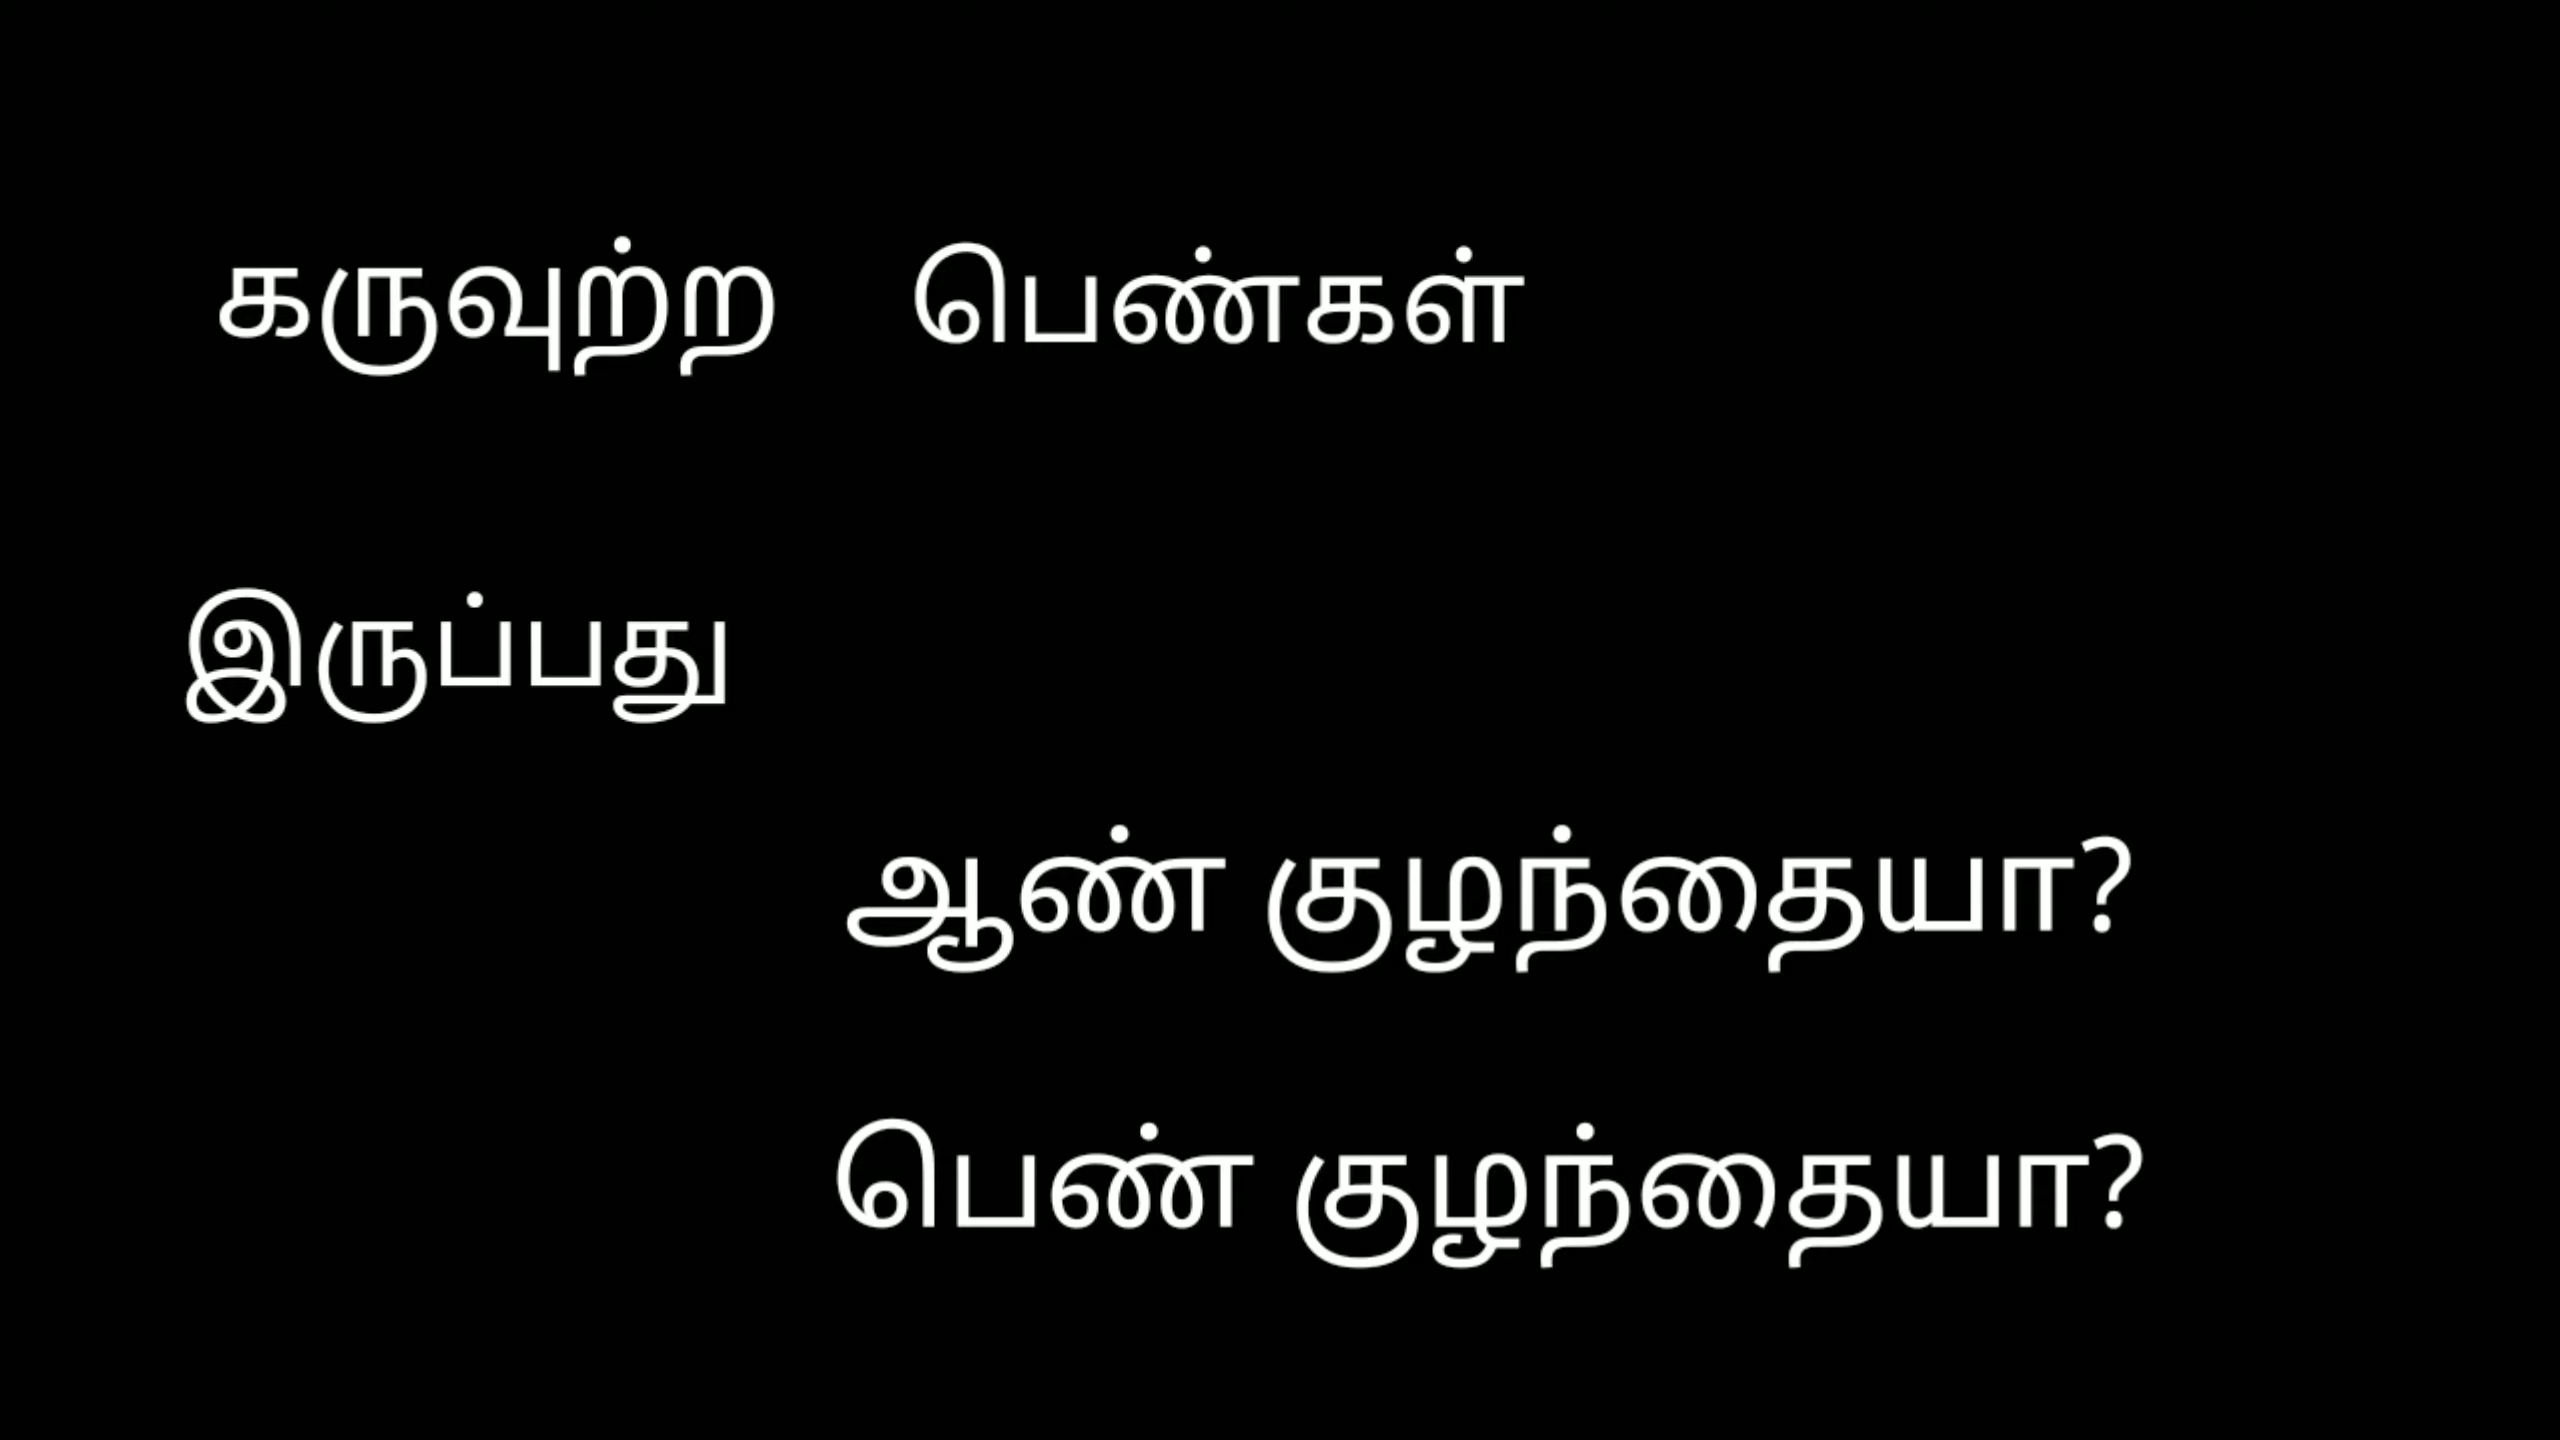 கருவுற்ற பெண்கள்
இருப்பது
ஆண் குழந்தையா?
பெண் குழந்தையா?